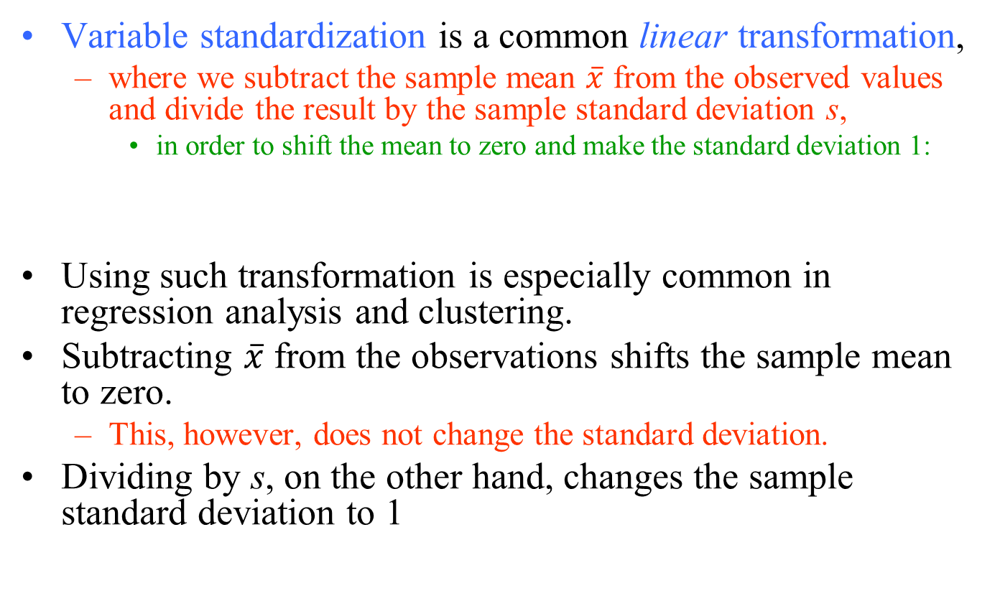 • Variable standardization is a common linear transformation,
– where we subtract the sample mean x̄ from the observed values
and divide the result by the sample standard deviation s,
• in order to shift the mean to zero and make the standard deviation 1:
• Using such transformation is especially common in
regression analysis and clustering.
• Subtracting x̄ from the observations shifts the sample mean
to zero.
– This, however, does not change the standard deviation.
• Dividing by s, on the other hand, changes the sample
standard deviation to 1